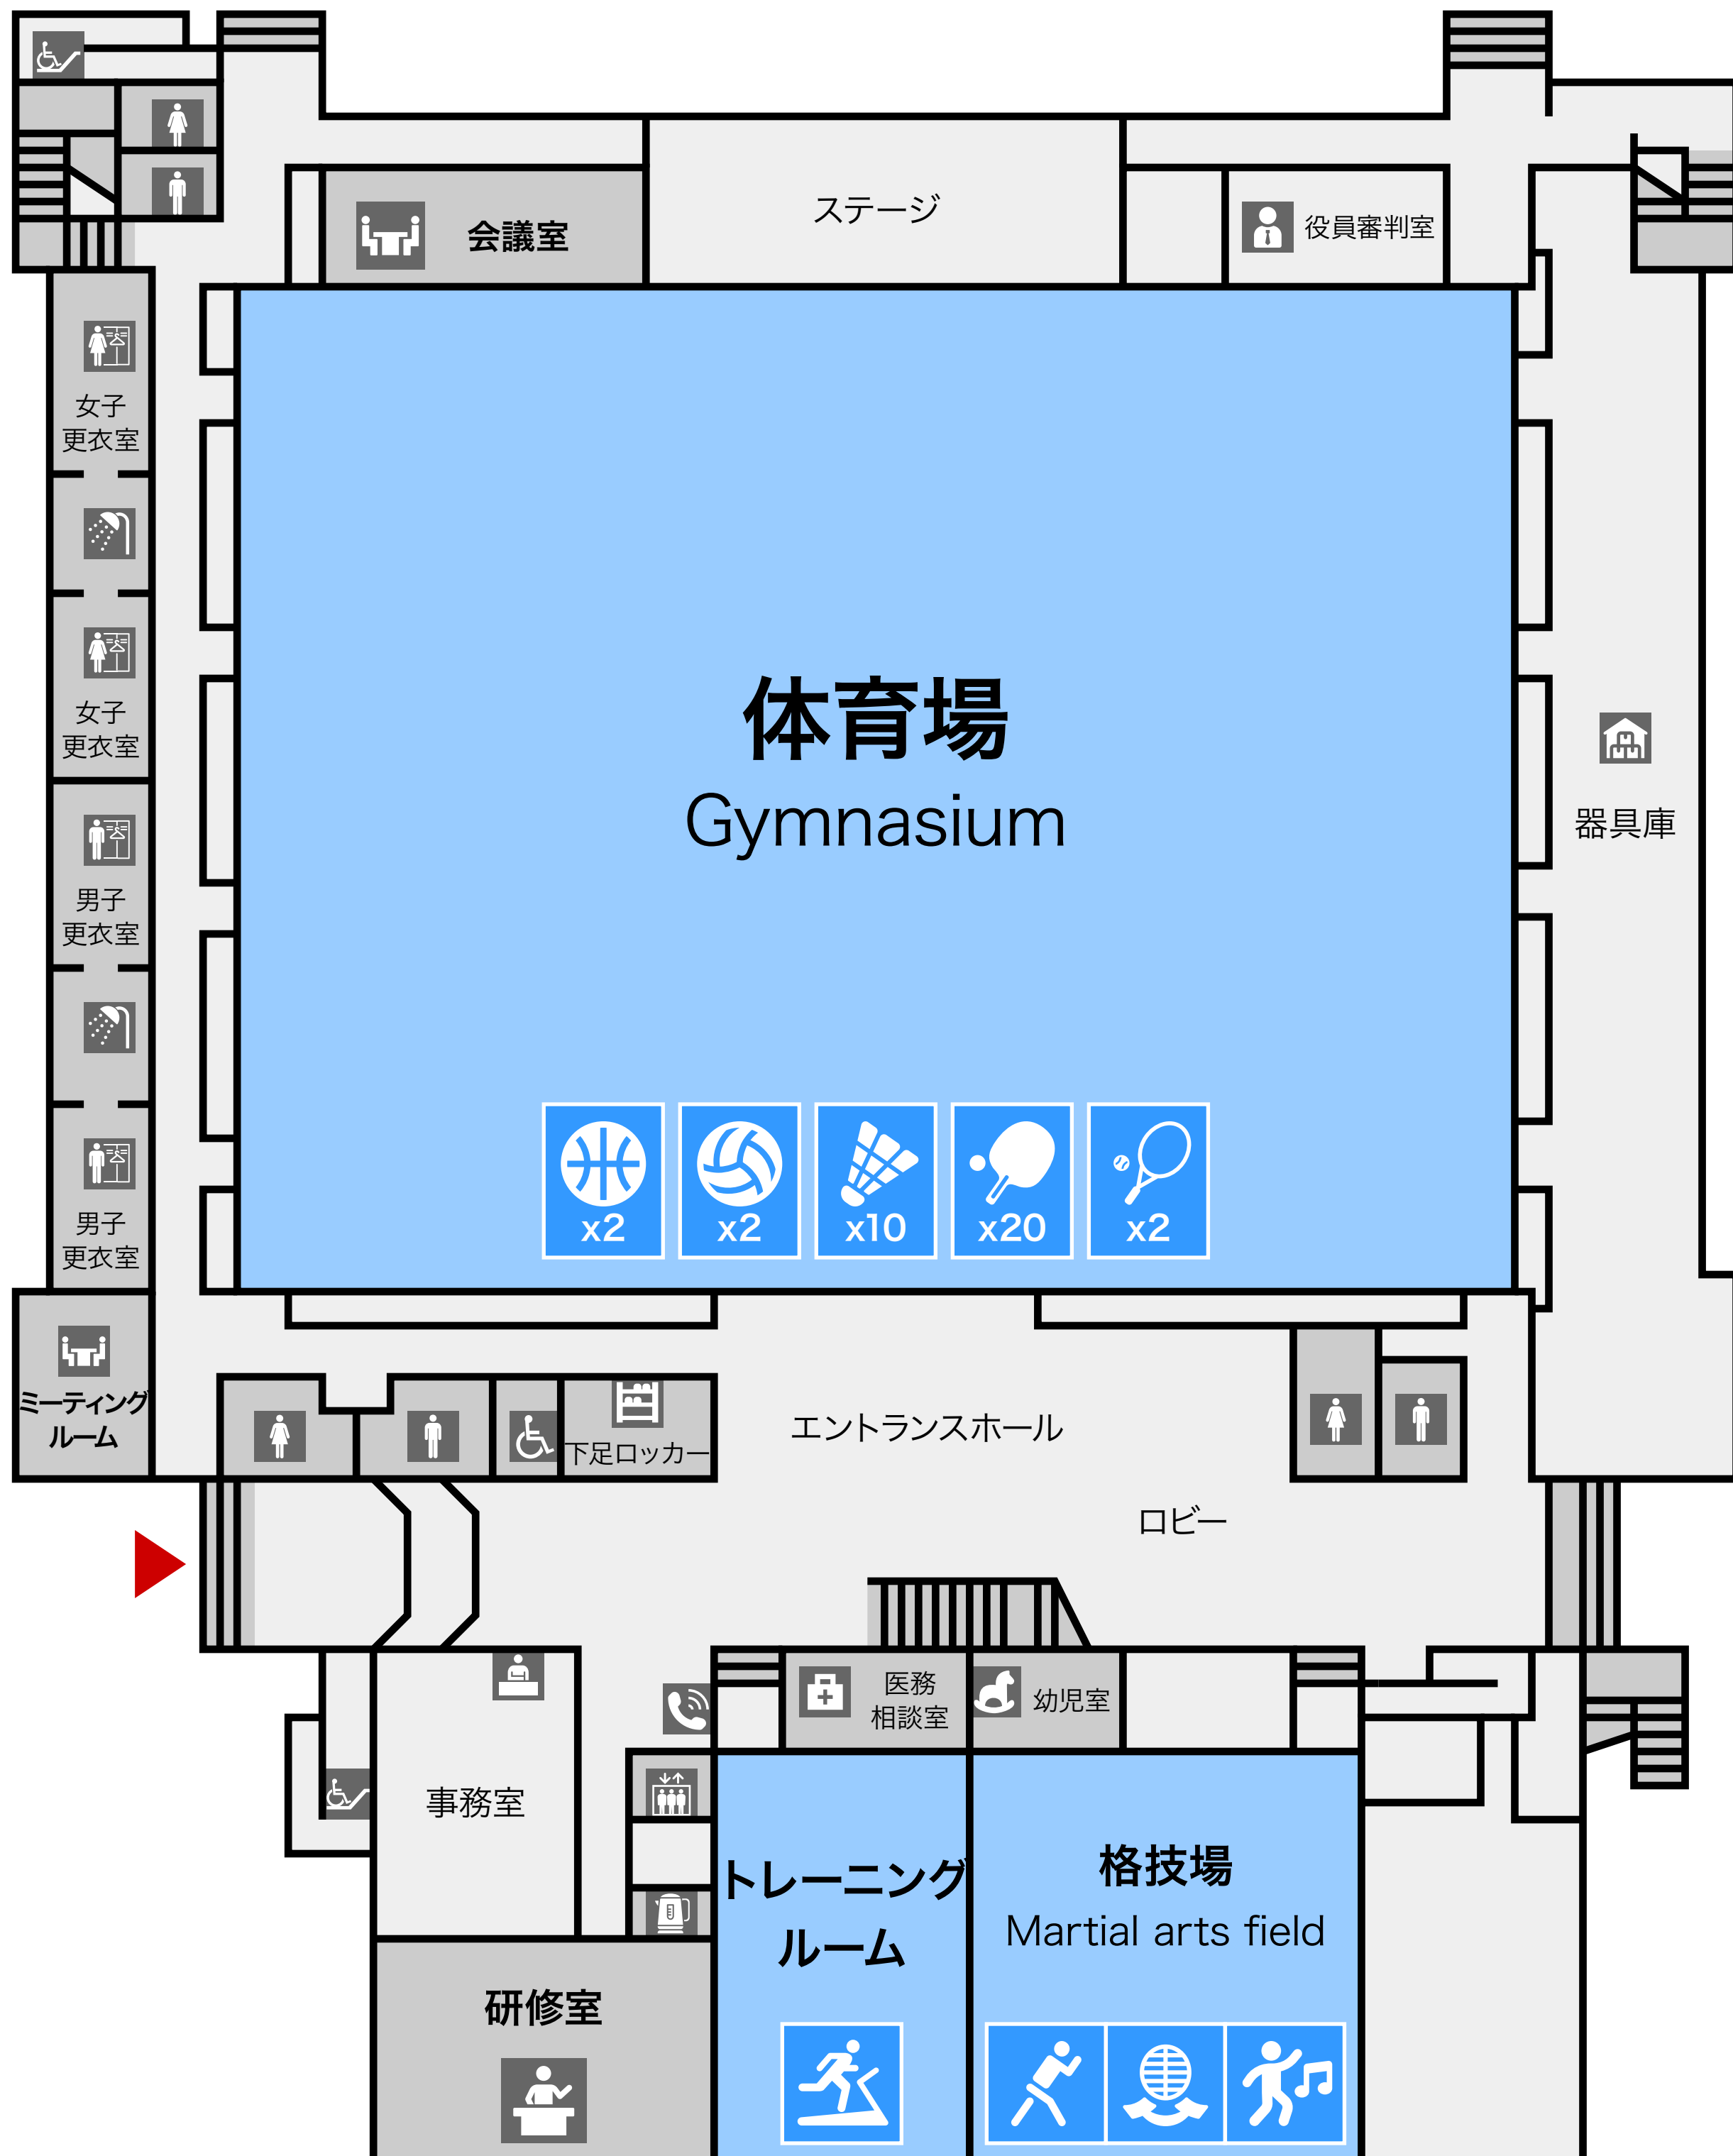 ステージ
会議室
役員審判室
女子
更衣室
体育場
Gymnasium
女子
更衣室
器具庫
男子
更衣室
x2
x2
x10
x20
x2
男子
更衣室
ミーティング
ルーム
下足ロッカー
エントランスホール
ロビー
医務
相談室
幼児室
事務室
トレーニング
ルーム
格技場
Martial arts field
研修室